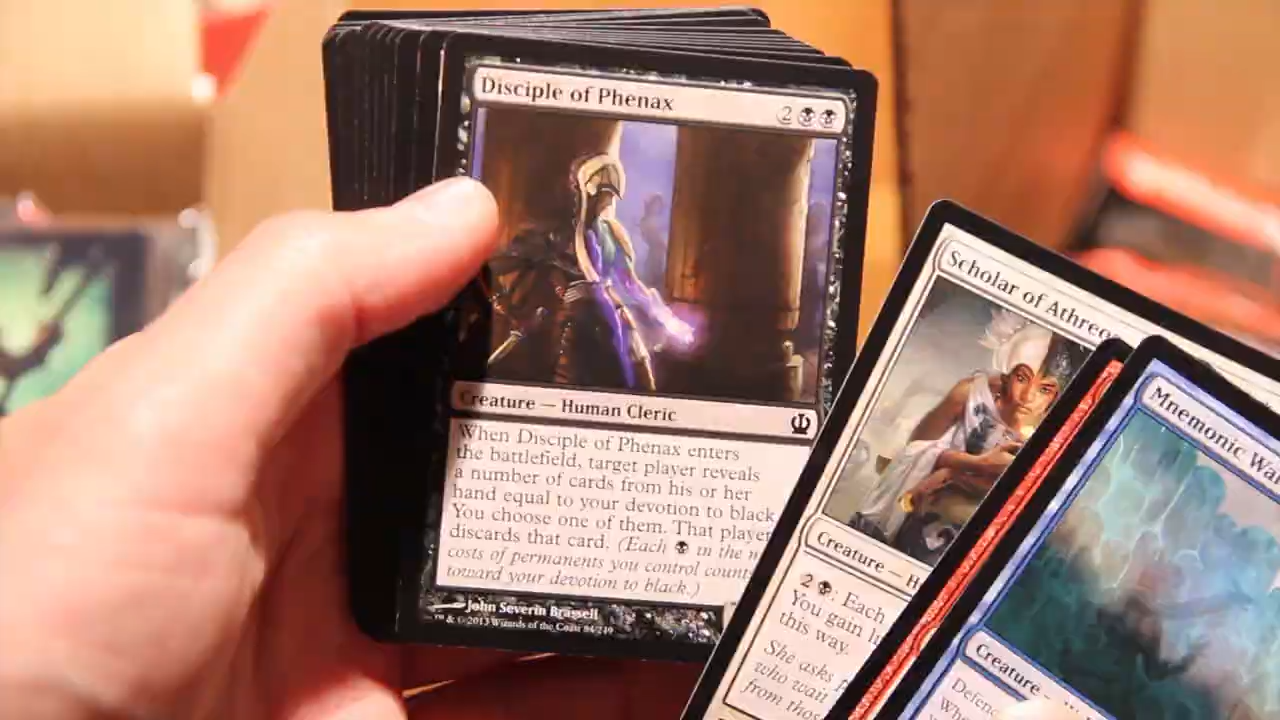 Disciple of Phenax
2
Creature — Human Cleric
When Disciple of Phenax enters
the battlefield, target player reveals
a number of cards from his or her
hand equal to your devotion to black
You choose one of them. That player
discards that card. (Each in the
costs of permanents you control
toward your devotion to black.)
John Severin Brassell
™ & © 2013 Wizards of the Coast 84/249
Scholar of
Creature —
2 : Each
You gain
this way.
She asks
who wait
from
Mnemonic
Creature —